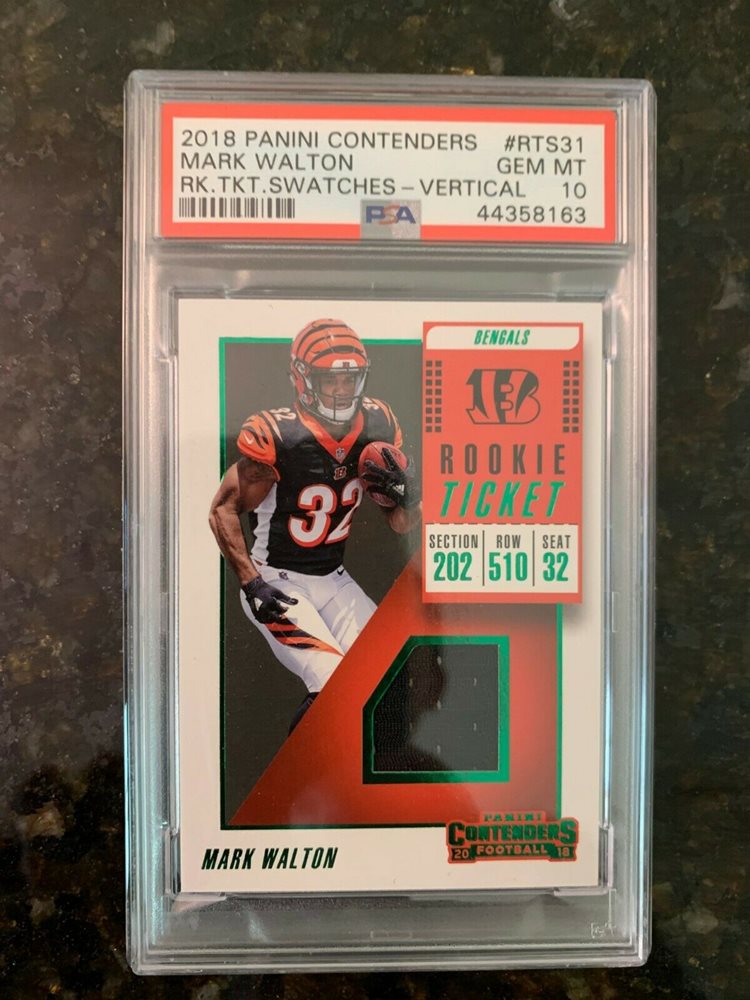 2018 PANINI CONTENDERS #RTS31
MARK WALTON GEM MT
RK.TKT.SWATCHES-VERTICAL 10
PSA 44358163
BENGALS
B
ROOKIE
TICKET
SECTION ROW SEAT
202 510 32
32
32
PANINI
CONTENDERS
20 FOOTBALL 18
MARK WALTON